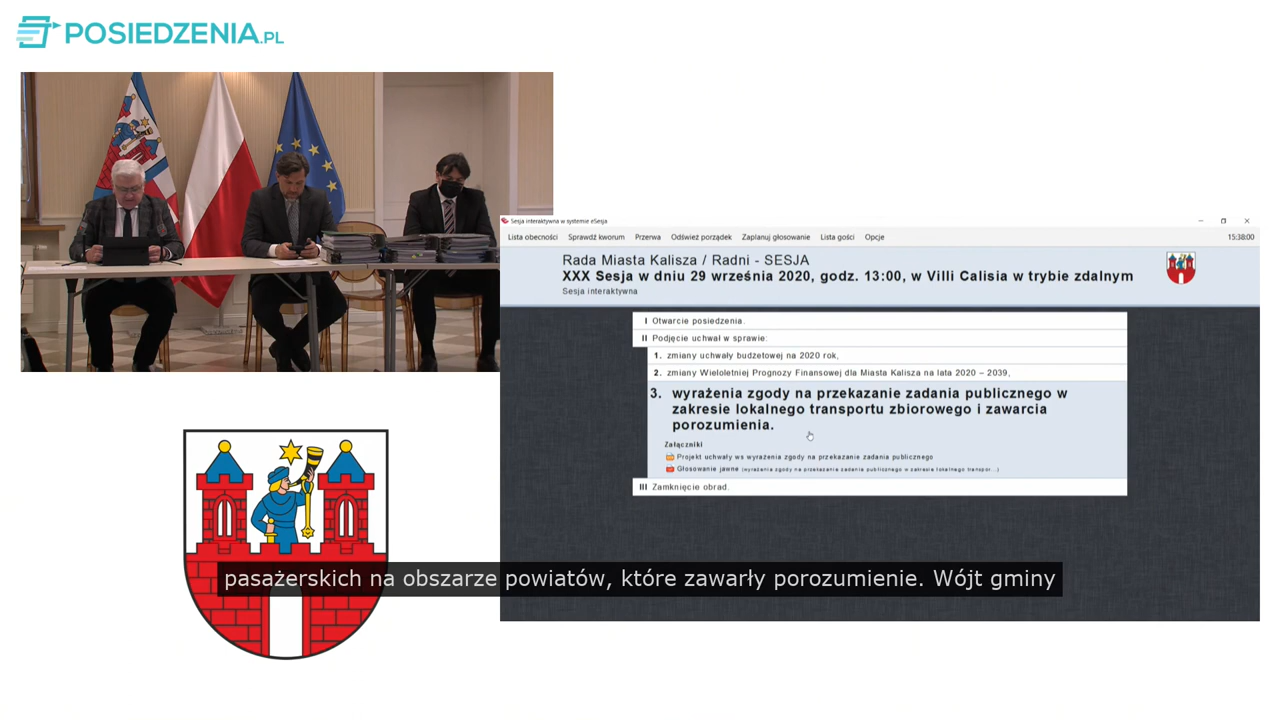 POSIEDZENIA.PL
Sesja interaktywna w systemie eSesja
Lista obecności Sprawdź kworum Przerwa Odśwież porządek Zaplanuj głosowanie Lista gości Opcje 15:38:00
Rada Miasta Kalisza / Radni - SESJA
XXX Sesja w dniu 29 września 2020, godz. 13:00, w Villi Calisia w trybie zdalnym
Sesja interaktywna
I Otwarcie posiedzenia.
II Podjęcie uchwał w sprawie:
1. zmiany uchwały budżetowej na 2020 rok,
2. zmiany Wieloletniej Prognozy Finansowej dla Miasta Kalisza na lata 2020 – 2039,
3. wyrażenia zgody na przekazanie zadania publicznego w
zakresie lokalnego transportu zbiorowego i zawarcia
porozumienia.
Załączniki
Projekt uchwały ws wyrażenia zgody na przekazanie zadania publicznego
Głosowanie jawne (wyrażenia zgody na przekazanie zadania publicznego w zakresie lokalnego transpor...)
III Zamknięcie obrad.
pasażerskich na obszarze powiatów, które zawarły porozumienie. Wójt gminy